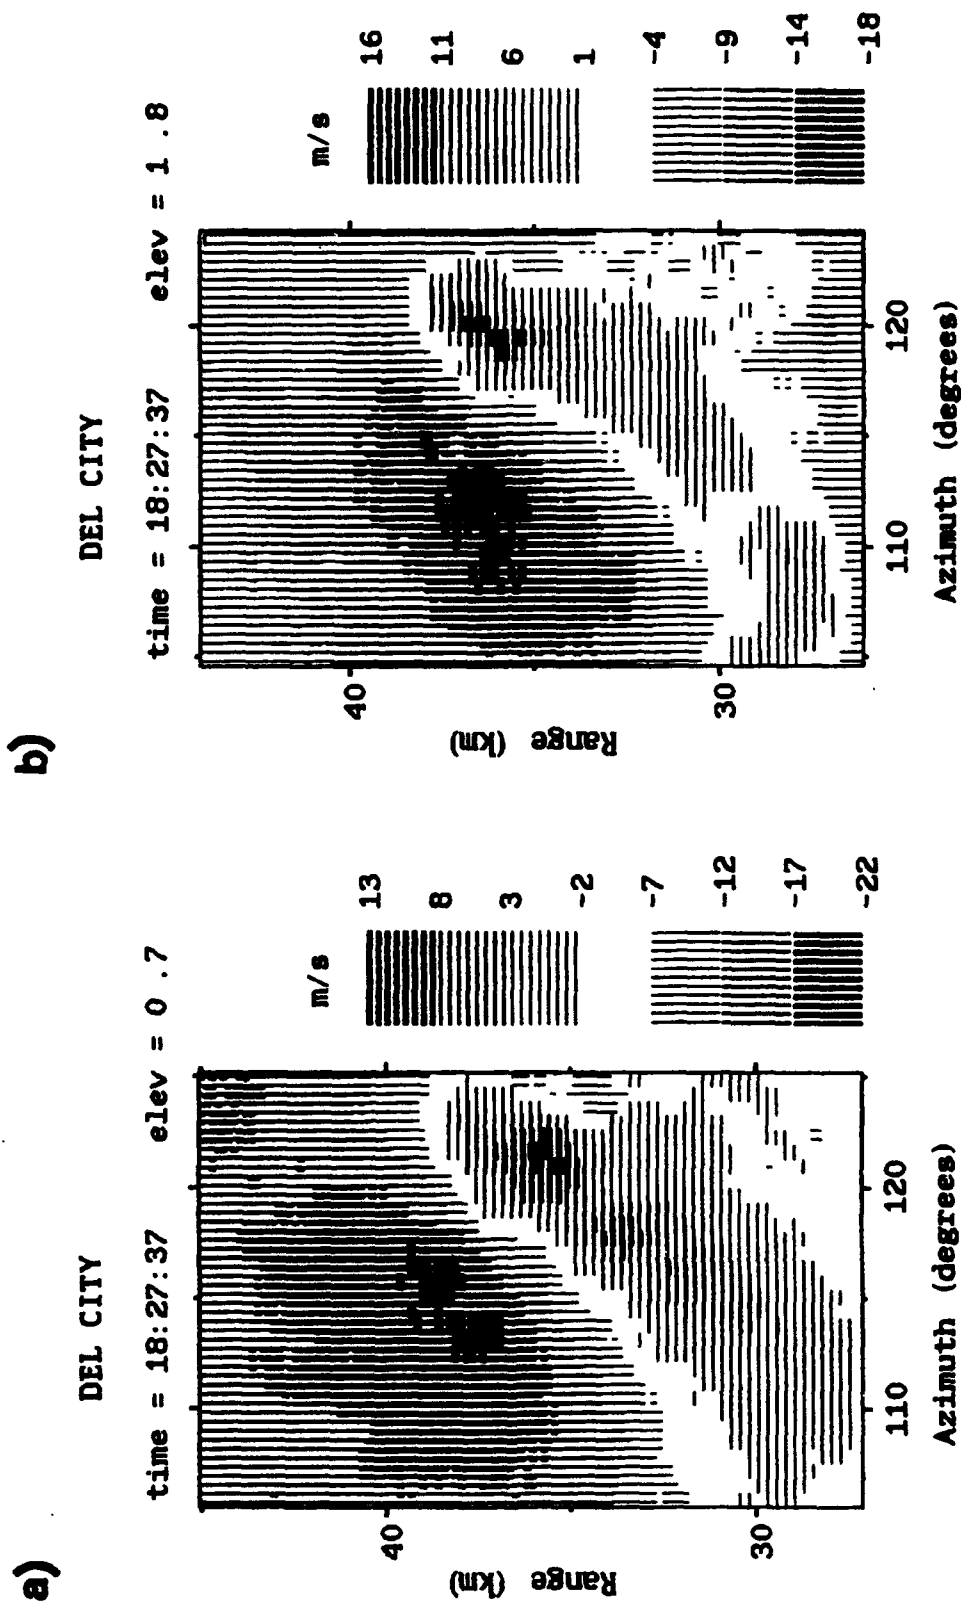 a)
DEL CITY
time = 18:27:37 elev = 0.7
m/s
13
8
3
-2
-7
-12
-17
-22
40
30
Range (km)
110
120
Azimuth (degrees)
b)
DEL CITY
time = 18:27:37 elev = 1.8
m/s
16
11
6
1
-4
-9
-14
-18
40
30
Range (km)
110
120
Azimuth (degrees)